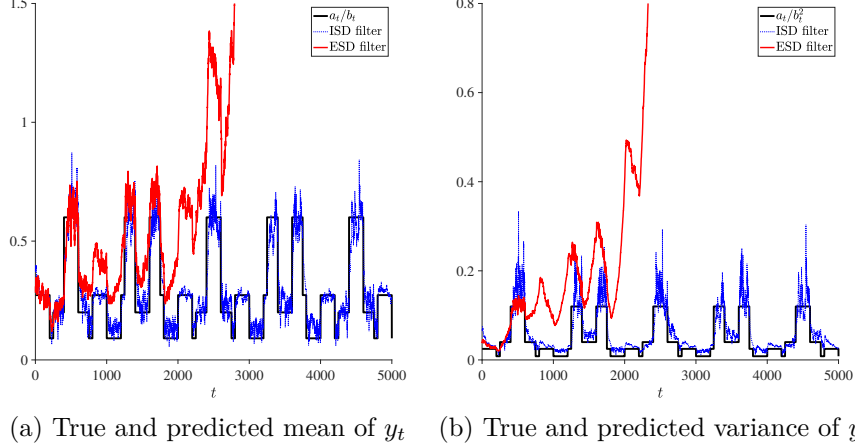 1.5
1
0.5
0
0 1000 2000 3000 4000 5000
t
a_t/b_t
ISD filter
ESD filter
(a) True and predicted mean of y_t
0.8
0.6
0.4
0.2
0
0 1000 2000 3000 4000 5000
t
a_t/b_t^2
ISD filter
ESD filter
(b) True and predicted variance of y